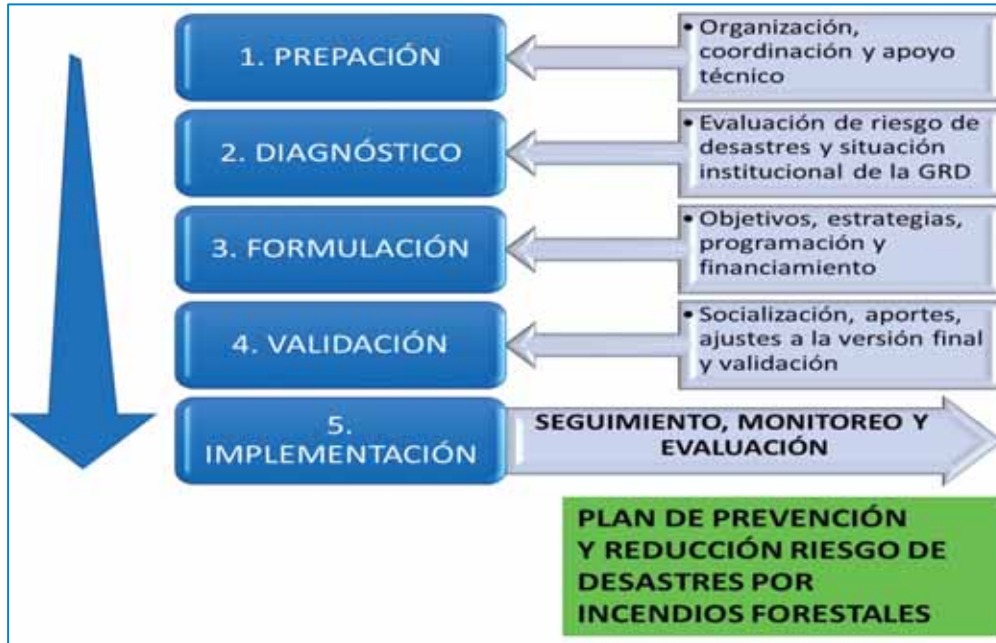 1. PREPACIÓN
• Organización,
coordinación y apoyo
técnico
2. DIAGNÓSTICO
• Evaluación de riesgo de
desastres y situación
institucional de la GRD
3. FORMULACIÓN
• Objetivos, estrategias,
programación y
financiamiento
4. VALIDACIÓN
• Socialización, aportes,
ajustes a la versión final
y validación
5.
IMPLEMENTACIÓN
SEGUIMIENTO, MONITOREO Y
EVALUACIÓN
PLAN DE PREVENCIÓN
Y REDUCCIÓN RIESGO DE
DESASTRES POR
INCENDIOS FORESTALES